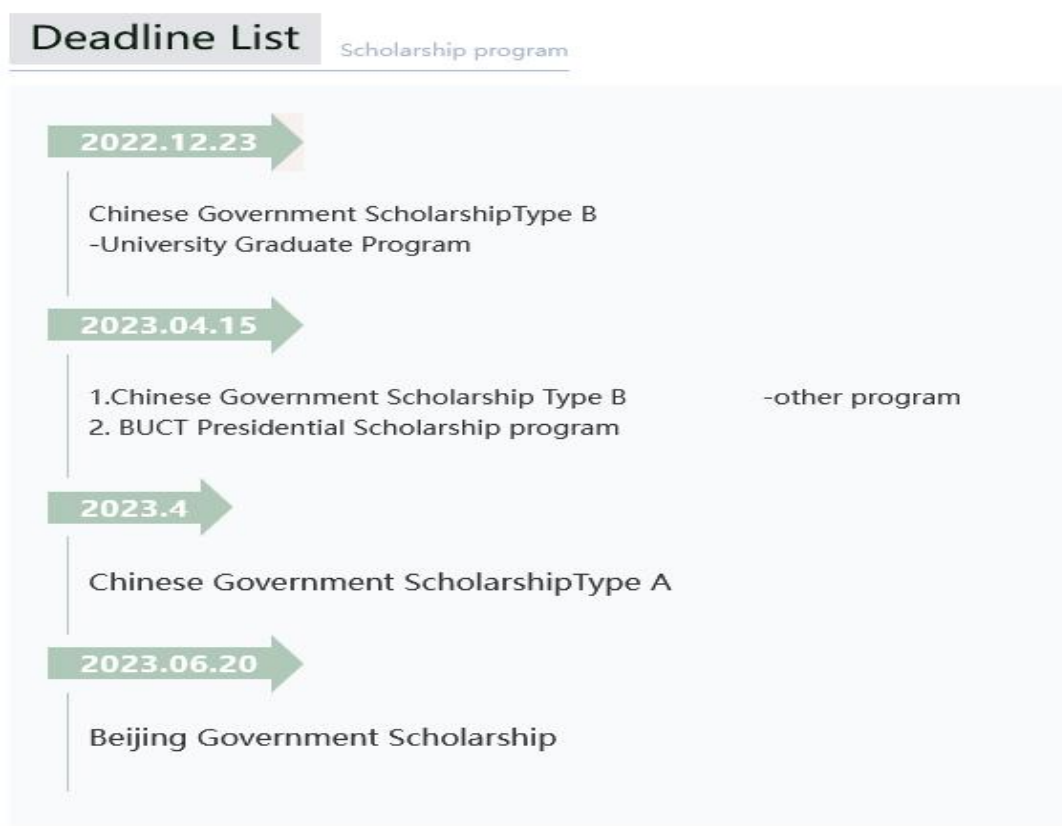 Deadline List Scholarship program
2022.12.23
Chinese Government ScholarshipType B
-University Graduate Program
2023.04.15
1.Chinese Government Scholarship Type B -other program
2. BUCT Presidential Scholarship program
2023.4
Chinese Government ScholarshipType A
2023.06.20
Beijing Government Scholarship